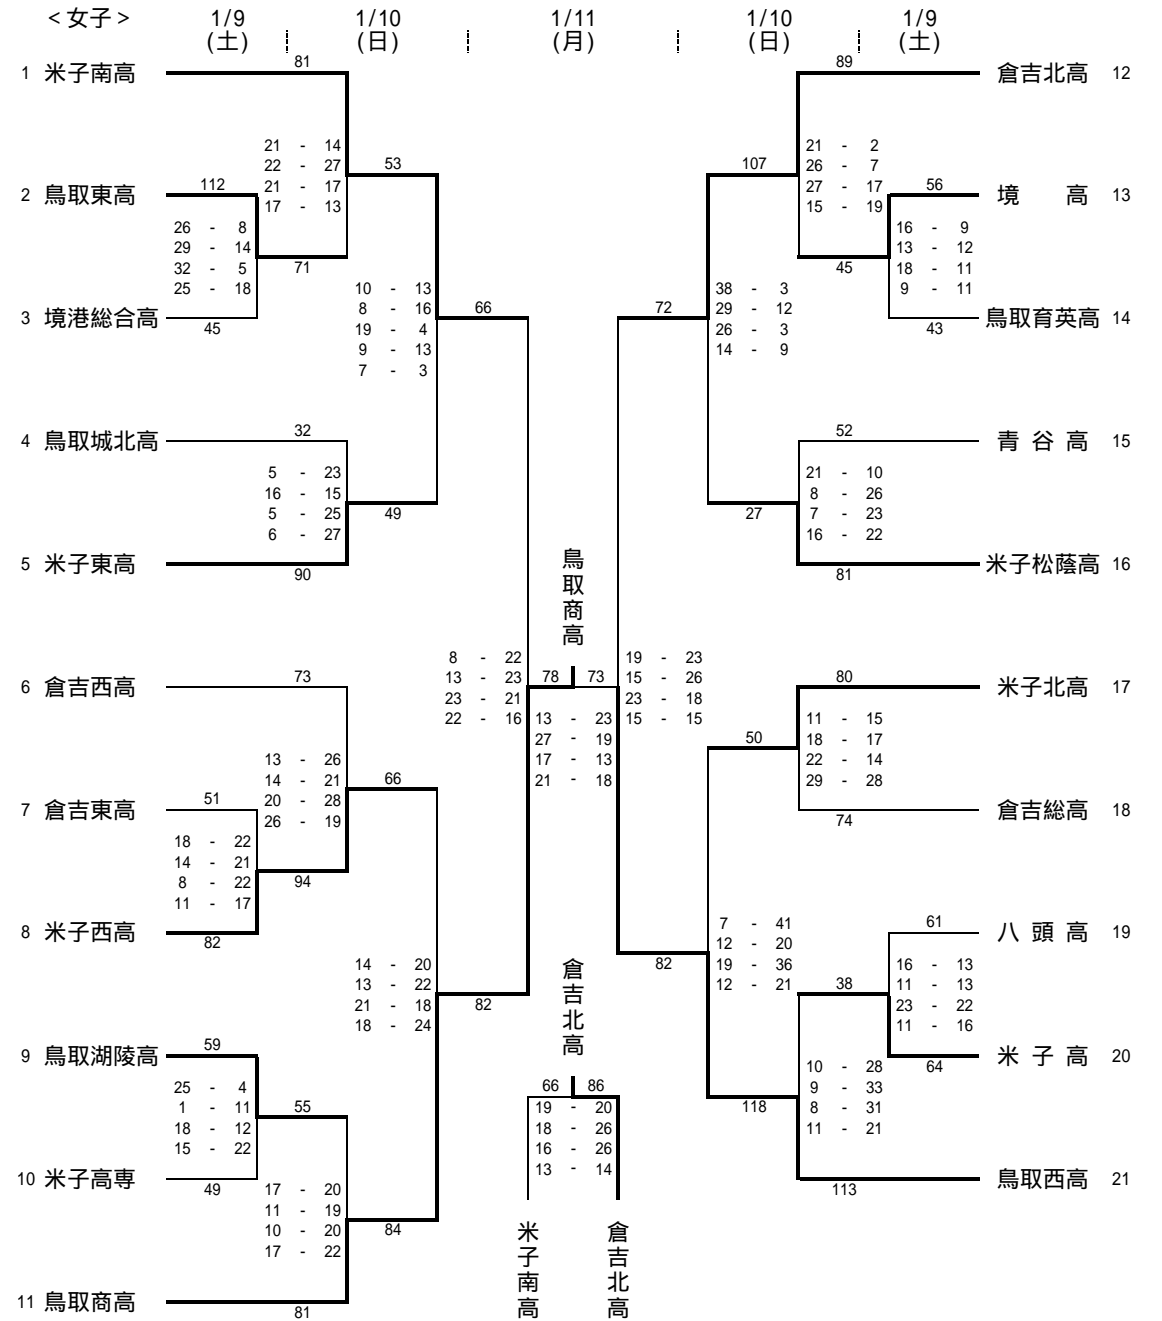 ＜女子＞ 1/9 1/10 1/11 1/10 1/9
(土) (日) (月) (日) (土)
1 米子南高 81
21 - 14
22 - 27
21 - 17
17 - 13
53
2 鳥取東高 112
26 - 8
29 - 14
32 - 5
25 - 18
71
3 境港総合高 45
10 - 13
8 - 16
19 - 4
9 - 13
7 - 3
66
4 鳥取城北高 32
5 - 23
16 - 15
5 - 25
6 - 27
49
5 米子東高 90
6 倉吉西高 73
8 - 22
13 - 23
23 - 21
22 - 16
13 - 26
14 - 21
20 - 28
26 - 19
66
7 倉吉東高 51
18 - 22
14 - 21
8 - 22
11 - 17
94
8 米子西高 82
14 - 20
13 - 22
21 - 18
18 - 24
82
9 鳥取湖陵高 59
25 - 4
1 - 11
18 - 12
15 - 22
55
10 米子高専 49
17 - 20
11 - 19
10 - 20
17 - 22
84
11 鳥取商高 81
鳥取商高
78 73
13 - 23
27 - 19
17 - 13
21 - 18
倉吉北高
66 86
19 - 20
18 - 26
16 - 26
13 - 14
米子南高
倉吉北高
89 倉吉北高 12
107
21 - 2
26 - 7
27 - 17
15 - 19
56 境 高 13
16 - 9
13 - 12
18 - 11
9 - 11
45
43 鳥取育英高 14
72
38 - 3
29 - 12
26 - 3
14 - 9
52 青谷高 15
21 - 10
8 - 26
7 - 23
16 - 22
27
81 米子松蔭高 16
19 - 23
15 - 26
23 - 18
15 - 15
80 米子北高 17
11 - 15
18 - 17
22 - 14
29 - 28
50
74 倉吉総高 18
7 - 41
12 - 20
19 - 36
12 - 21
82
61 八頭高 19
16 - 13
11 - 13
23 - 22
11 - 16
38
64 米子高 20
10 - 28
9 - 33
8 - 31
11 - 21
118
113 鳥取西高 21